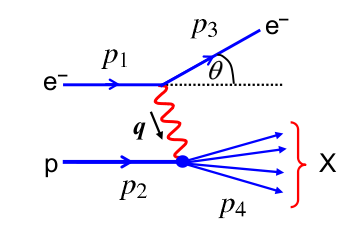 p₃ e⁻
p₁
e⁻ θ
q
p X
p₂
p₄